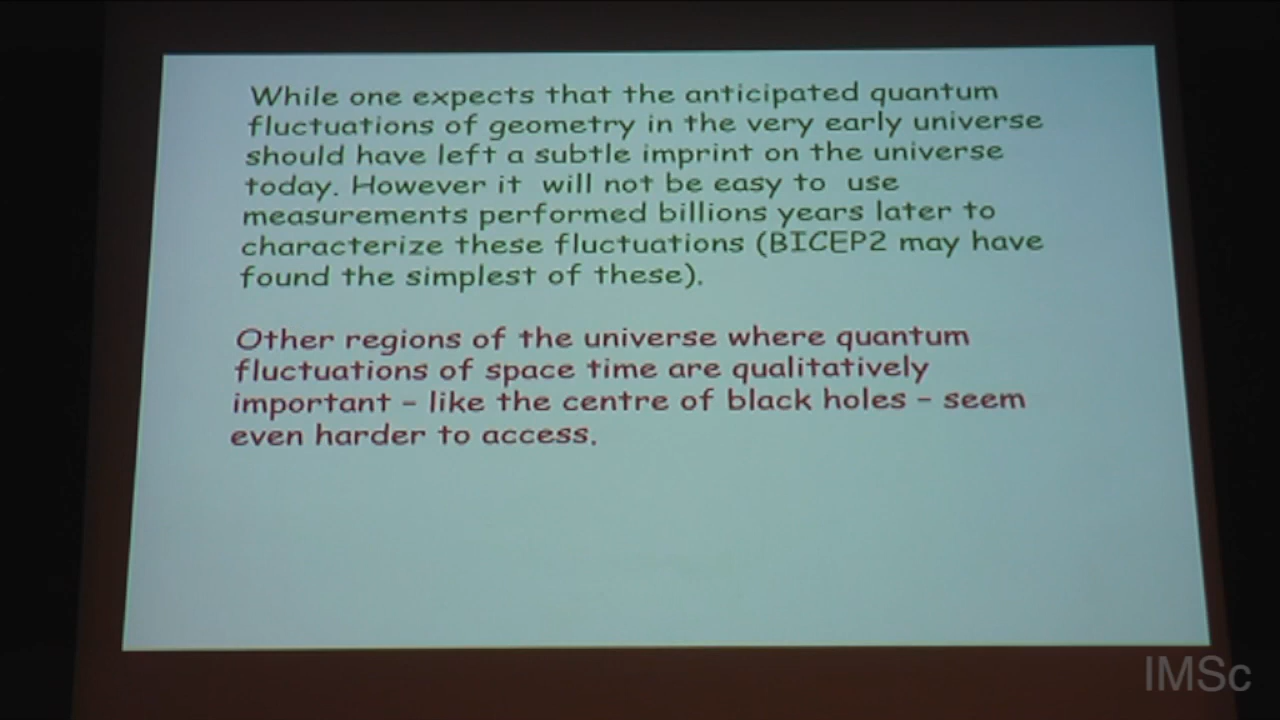 While one expects that the anticipated quantum
fluctuations of geometry in the very early universe
should have left a subtle imprint on the universe
today. However it will not be easy to use
measurements performed billions years later to
characterize these fluctuations (BICEP2 may have
found the simplest of these).
Other regions of the universe where quantum
fluctuations of space time are qualitatively
important – like the centre of black holes – seem
even harder to access.
IMSc